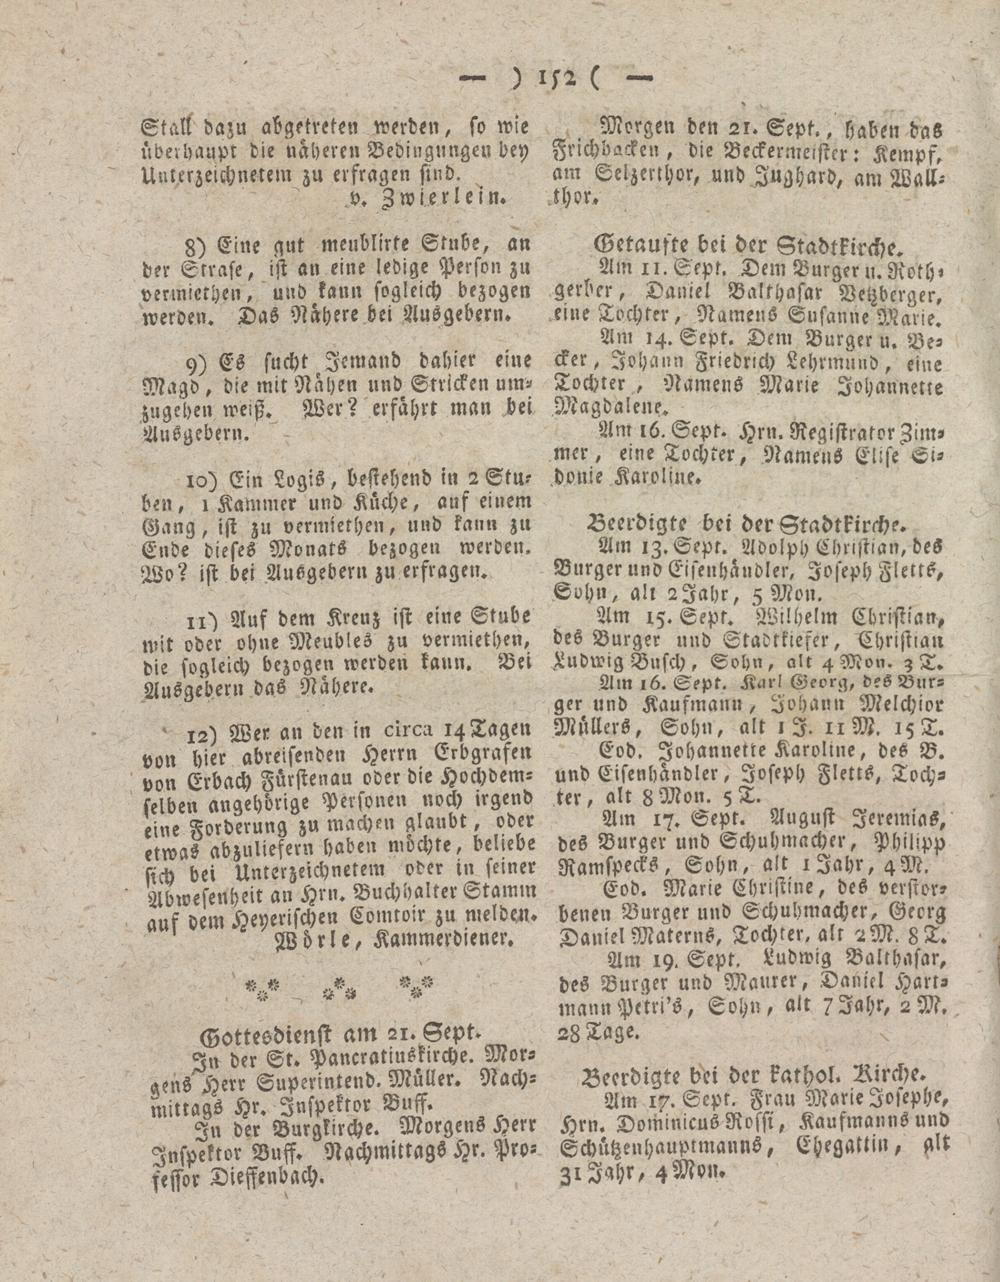 — ) 152 ( —
Stall dazu abgetreten werden, so wie
überhaupt die näheren Bedingungen bey
Unterzeichnetem zu erfragen sind.
v. Zwierlein.
8) Eine gut meublirte Stube, an
der Strase, ist an eine ledige Person zu
vermiethen, und kann sogleich bezogen
werden. Das Nähere bei Ausgebern.
9) Es sucht Jemand dahier eine
Magd, die mit Nähen und Stricken um-
zugehen weiß. Wer? erfährt man bei
Ausgebern.
10) Ein Logis, bestehend in 2 Stu-
ben, 1 Kammer und Küche, auf einem
Gang, ist zu vermiethen, und kann zu
Ende dieses Monats bezogen werden.
Wo? ist bei Ausgebern zu erfragen.
11) Auf dem Kreuz ist eine Stube
mit oder ohne Meubles zu vermiethen,
die sogleich bezogen werden kann. Bei
Ausgebern das Nähere.
12) Wer an den in circa 14 Tagen
von hier abreisenden Herrn Erbgrafen
von Erbach Fürstenau oder die Hochdem-
selben angehörige Personen noch irgend
eine Forderung zu machen glaubt, oder
etwas abzuliefern haben möchte, beliebe
sich bei Unterzeichnetem oder in seiner
Abwesenheit an Hrn. Buchhalter Stamm
auf dem Heyerischen Comtoir zu melden.
Wörle, Kammerdiener.
Gottesdienst am 21. Sept.
In der St. Pancratiuskirche. Mor-
gens Herr Superintend. Müller. Nach-
mittags Hr. Inspektor Buff.
In der Burgkirche. Morgens Herr
Inspektor Buff. Nachmittags Hr. Pro-
fessor Dieffenbach.
Morgen den 21. Sept., haben das
Frichbacken, die Beckermeister: Kempf,
am Selzerthor, und Jughard, am Wall-
thor.
Getaufte bei der Stadtkirche.
Am 11. Sept. Dem Burger u. Roth-
gerber, Daniel Balthasar Vetzberger,
eine Tochter, Namens Susanne Marie.
Am 14. Sept. Dem Burger u. Be-
cker, Johann Friedrich Lehrmund, eine
Tochter, Namens Marie Johannette
Magdalene.
Am 16. Sept. Hrn. Registrator Zim-
mer, eine Tochter, Namens Elise Si-
donie Karoline.
Beerdigte bei der Stadtkirche.
Am 13. Sept. Adolph Christian, des
Burger und Eisenhändler, Joseph Fletts,
Sohn, alt 2 Jahr, 5 Mon.
Am 15. Sept. Wilhelm Christian,
des Burger und Stadtkiefer, Christian
Ludwig Busch, Sohn, alt 4 Mon. 3 T.
Am 16. Sept. Karl Georg, des Bur-
ger und Kaufmann, Johann Melchior
Müllers, Sohn, alt 1 J. 11 M. 15 T.
Eod. Johannette Karoline, des B.
und Eisenhändler, Joseph Fletts, Toch-
ter, alt 8 Mon. 5 T.
Am 17. Sept. August Jeremias,
des Burger und Schuhmacher, Philipp
Ramspecks, Sohn, alt 1 Jahr, 4 M.
Eod. Marie Christine, des verstor-
benen Burger und Schuhmacher, Georg
Daniel Materns, Tochter, alt 2 M. 8 T.
Am 19. Sept. Ludwig Balthasar,
des Burger und Maurer, Daniel Hart-
mann Petri's, Sohn, alt 7 Jahr, 2 M.
28 Tage.
Beerdigte bei der kathol. Kirche.
Am 17. Sept. Frau Marie Josephe,
Hrn. Dominicus Rossi, Kaufmanns und
Schützenhauptmanns, Ehegattin, alt
31 Jahr, 4 Mon.